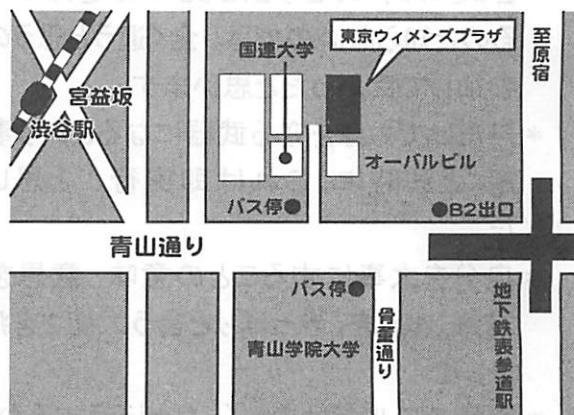 東京ウィメンズプラザ
国連大学
至原宿
宮益坂
渋谷駅
オーバルビル
バス停
B2出口
青山通り
バス停
骨董通り
青山学院大学
地下鉄表参道駅